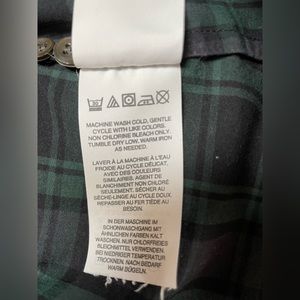 30
MACHINE WASH COLD, GENTLE
CYCLE WITH LIKE COLORS.
NON CHLORINE BLEACH ONLY.
TUMBLE DRY LOW. WARM IRON
AS NEEDED.
LAVER À LA MACHINE À L'EAU
FROIDE AU CYCLE DÉLICAT.
AVEC DES COULEURS
SIMILAIRES. AGENT DE
BLANCHIMENT NON CHLORE
SEULEMENT. SÉCHER AU
SÈCHE-LINGE AU CYCLE DOUX.
REPASSER AU FER TIÈDE AU
BESOIN.
IN DER MASCHINE IM
SCHONWASCHGANG MIT
ÄHNLICHEN FARBEN KALT
WASCHEN. NUR CHLORFREIES
BLEICHMITTEL VERWENDEN.
BEI NIEDRIGER TEMPERATUR
TROCKNEN. NACH BEDARF
WARM BÜGELN.